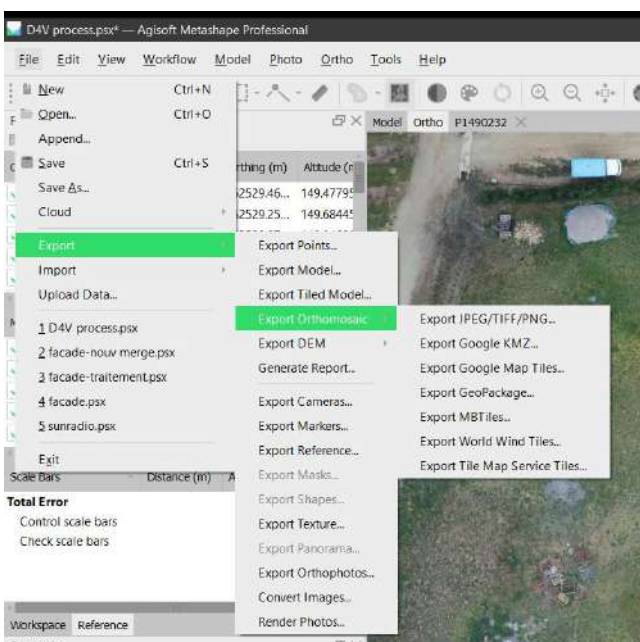 D4V process.psx* — Agisoft Metashape Professional
File Edit View Workflow Model Photo Ortho Tools Help
New Ctrl+N
Open... Ctrl+O
Append...
Save Ctrl+S
Save As...
Cloud
Export
Import
Upload Data...
1 D4V process.psx
2 facade-nouv merge.psx
3 facade-traitement.psx
4 facade.psx
5 sunradio.psx
Exit
Model Ortho P1490232
rthing (m) Altitude (r
52529.46... 149.4779
52529.25... 149.6844
Export Points...
Export Model...
Export Tiled Model...
Export Orthomosaic
Export DEM
Generate Report...
Export Cameras...
Export Markers...
Export Reference...
Export Masks...
Export Shapes...
Export Texture...
Export Panorama...
Export Orthophotos...
Convert Images...
Render Photos...
Export JPEG/TIFF/PNG...
Export Google KMZ...
Export Google Map Tiles...
Export GeoPackage...
Export MBTiles...
Export World Wind Tiles...
Export Tile Map Service Tiles...
Scale Bars Distance (m) A
Total Error
Control scale bars
Check scale bars
Workspace Reference